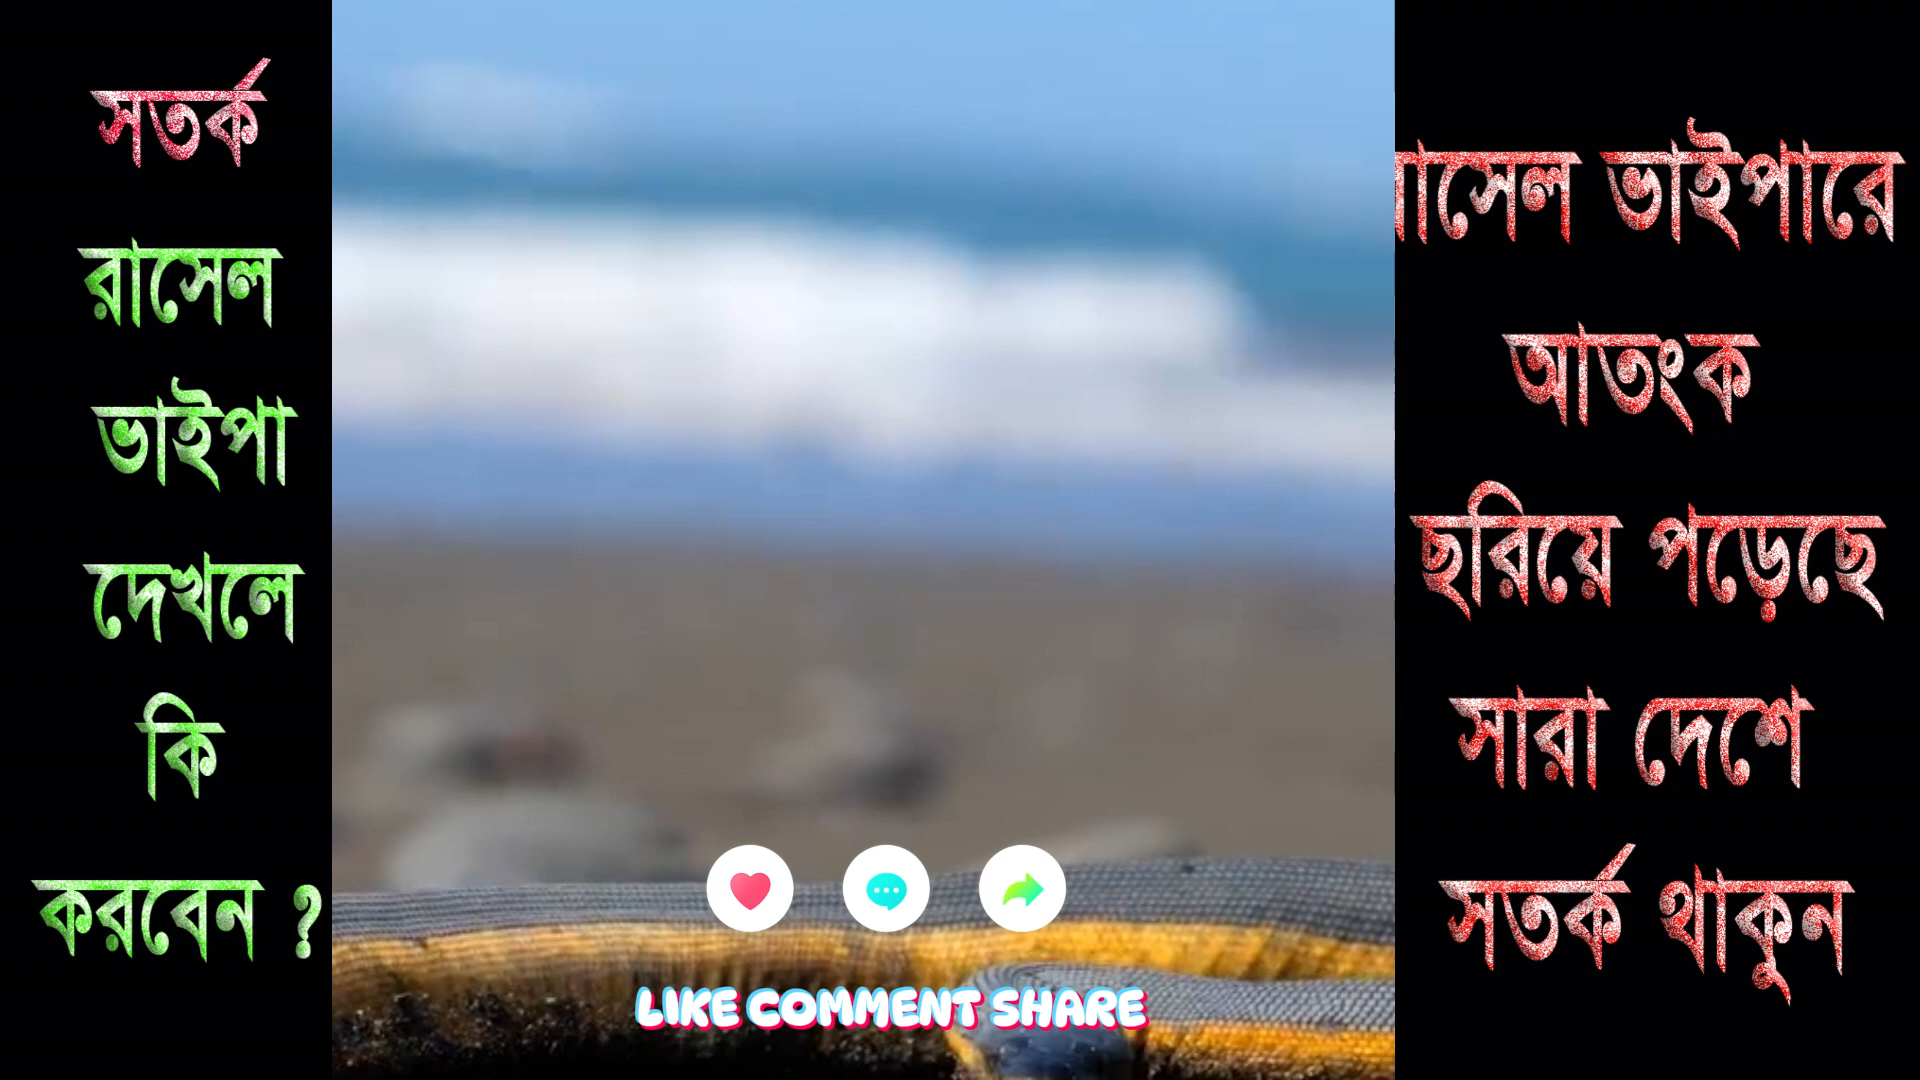 সতর্ক
রাসেল
ভাইপা
দেখলে
কি
করবেন ?
রাসেল ভাইপারে
আতংক
ছরিয়ে পড়েছে
সারা দেশে
সতর্ক থাকুন
LIKE COMMENT SHARE